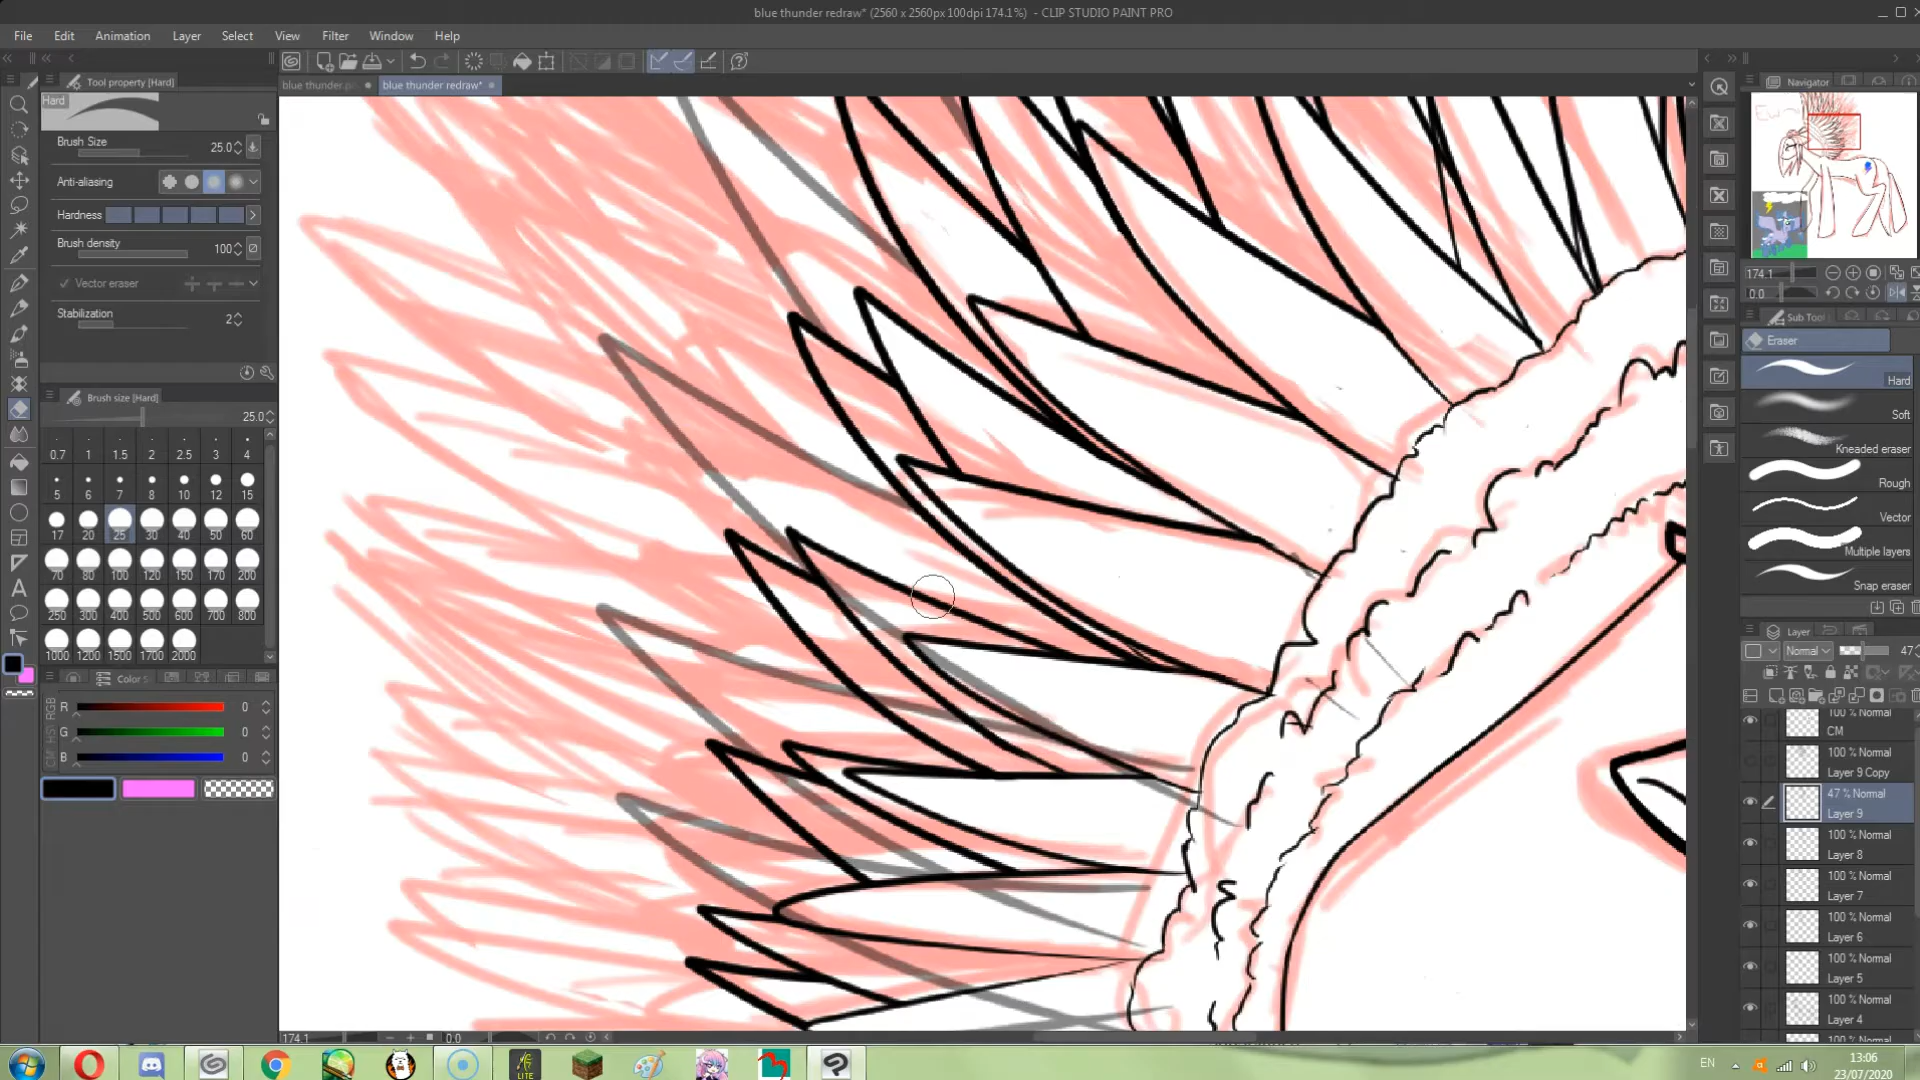 blue thunder redraw* (2560 x 2560px 100dpi 174.1%) - CLIP STUDIO PAINT PRO
File Edit Animation Layer Select View Filter Window Help
Tool property [Hard]
blue thunder.p
blue thunder redraw*
Navigator
Hard
Brush Size 25.0
Anti-aliasing
Hardness
Brush density 100
Vector eraser
Stabilization 2
174.1
0.0
Sub Tool
Eraser
Hard
Soft
Kneaded eraser
Rough
Vector
Multiple layers
Snap eraser
Brush size [Hard]
25.0
0.7 1 1.5 2 2.5 3 4
5 6 7 8 10 12 15
17 20 25 30 40 50 60
70 80 100 120 150 170 200
250 300 400 500 600 700 800
1000 1200 1500 1700 2000
Color S
RGB
R 0
G 0
B 0
Layer
Normal 47
100 % Normal
CM
100 % Normal
Layer 9 Copy
47 % Normal
Layer 9
100 % Normal
Layer 8
100 % Normal
Layer 7
100 % Normal
Layer 6
100 % Normal
Layer 5
100 % Normal
Layer 4
100 % Normal
174.1 0.0
LITE
EN
13:06
23/07/2020